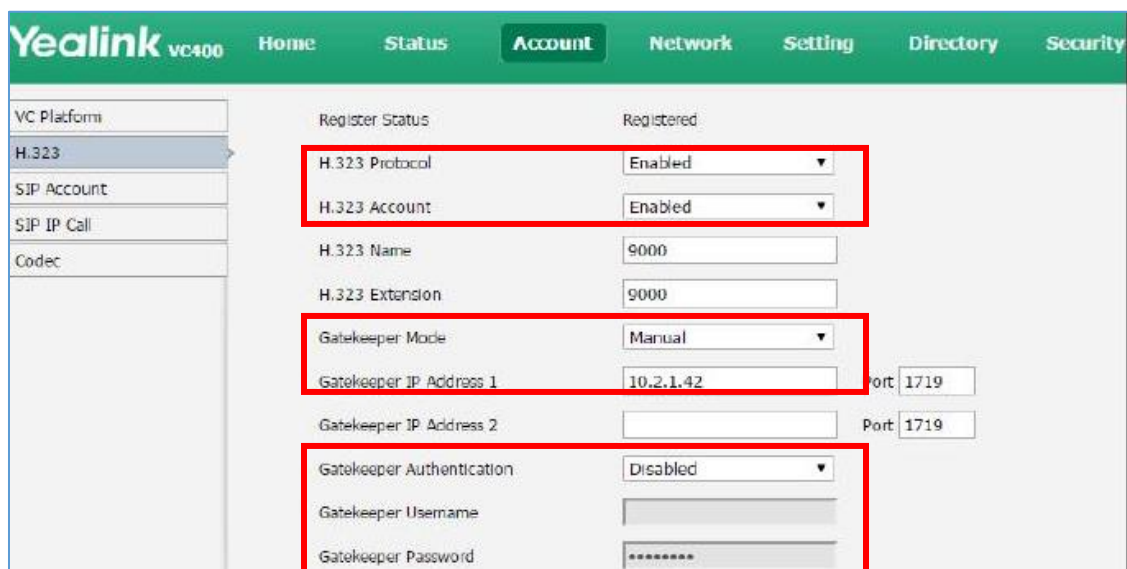 Yealink VC400 Home Status Account Network Setting Directory Security
VC Platform
H.323
SIP Account
SIP IP Call
Codec
Register Status Registered
H.323 Protocol Enabled
H.323 Account Enabled
H.323 Name 9000
H.323 Extension 9000
Gatekeeper Mode Manual
Gatekeeper IP Address 1 10.2.1.42 Port 1719
Gatekeeper IP Address 2 Port 1719
Gatekeeper Authentication Disabled
Gatekeeper Username
Gatekeeper Password ••••••••